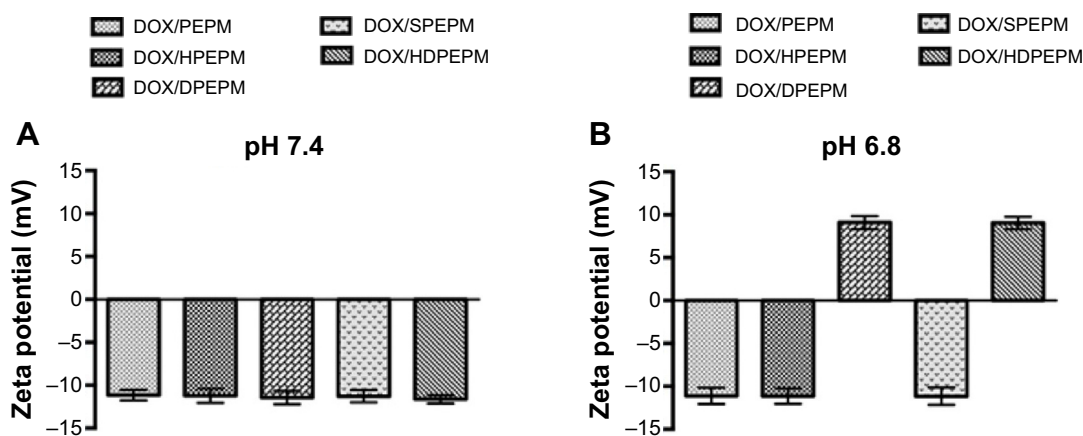 DOX/PEPM DOX/SPEPM
DOX/HPEPM DOX/HDPEPM
DOX/DPEPM
A
pH 7.4
Zeta potential (mV)
15
10
5
0
–5
–10
–15
DOX/PEPM DOX/SPEPM
DOX/HPEPM DOX/HDPEPM
DOX/DPEPM
B
pH 6.8
Zeta potential (mV)
15
10
5
0
–5
–10
–15